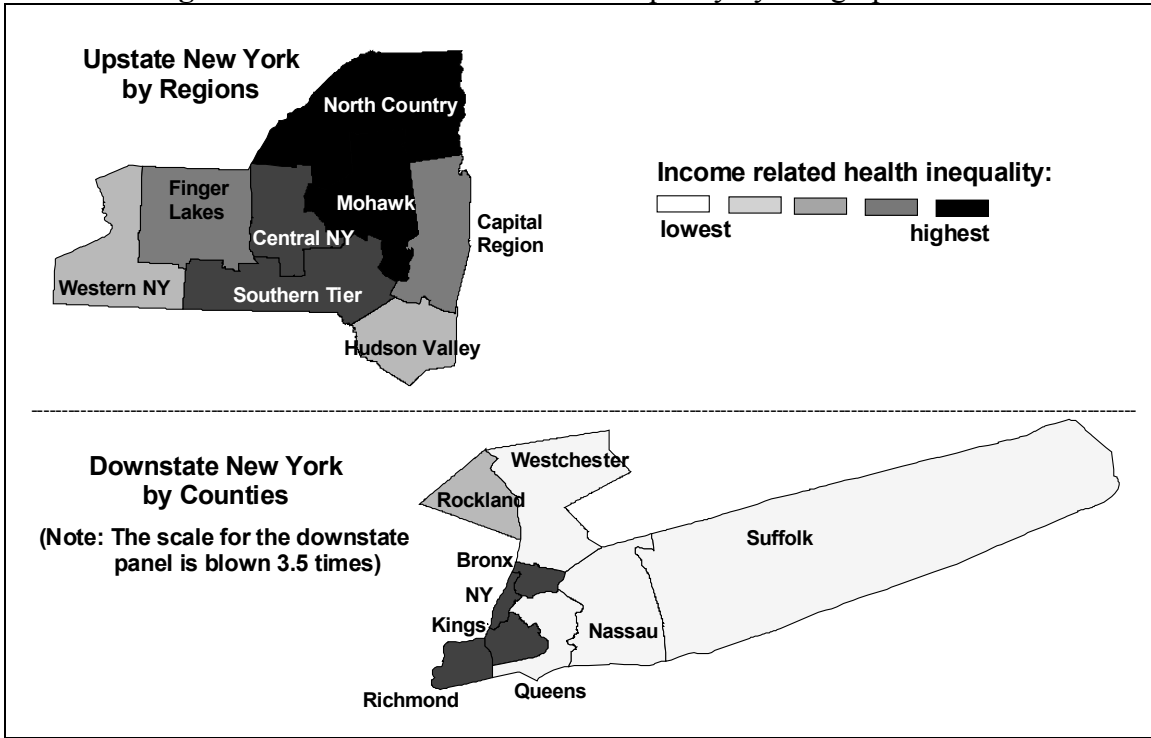 Upstate New York
by Regions
North Country
Finger
Lakes
Mohawk
Capital
Region
Central NY
Western NY
Southern Tier
Hudson Valley
Income related health inequality:
lowest
highest
Downstate New York
by Counties
(Note: The scale for the downstate
panel is blown 3.5 times)
Westchester
Rockland
Suffolk
Bronx
NY
Kings
Nassau
Richmond
Queens